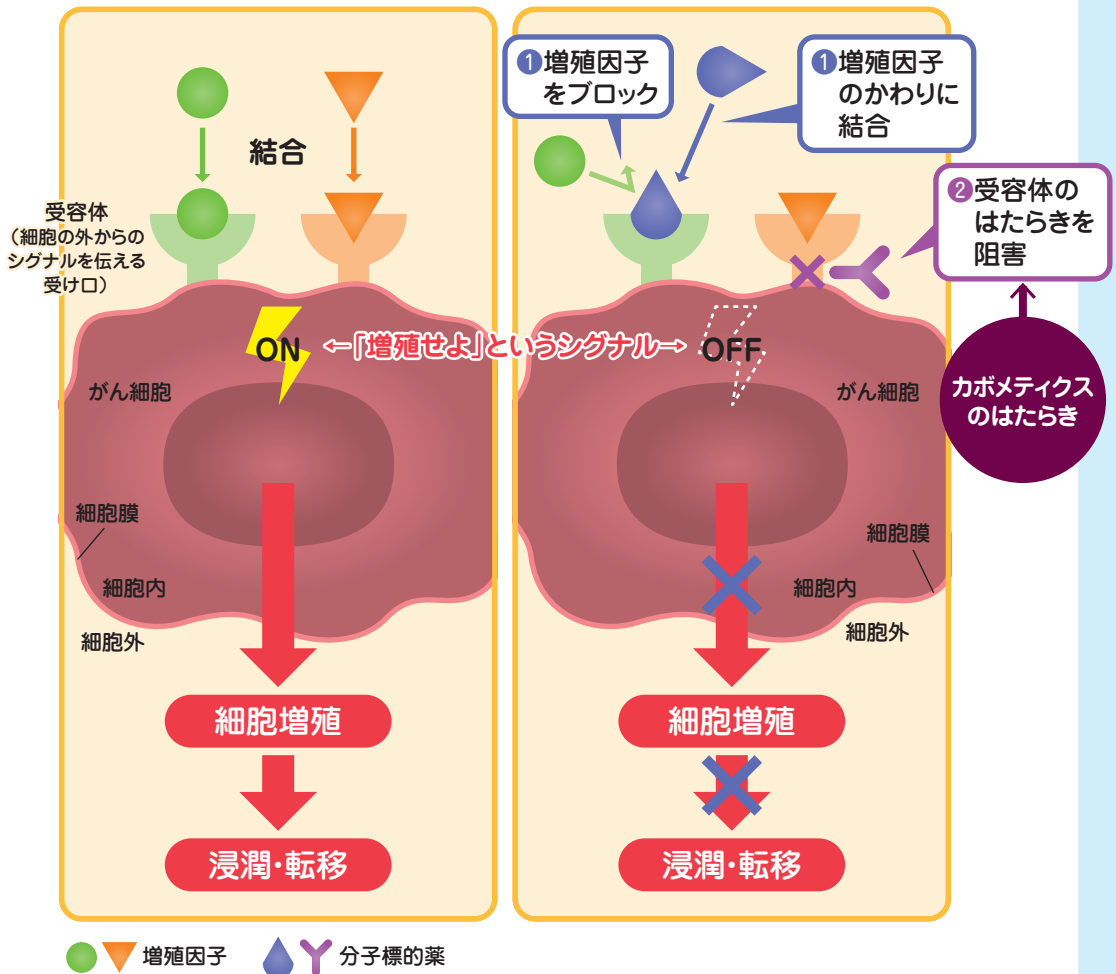 結合
受容体
（細胞の外からの
シグナルを伝える
受け口）
ON
←「増殖せよ」というシグナル→
OFF
がん細胞
細胞膜
細胞内
細胞外
細胞増殖
浸潤・転移
❶増殖因子
をブロック
❶増殖因子
のかわりに
結合
❷受容体の
はたらきを
阻害
カボメティクス
のはたらき
がん細胞
細胞膜
細胞内
細胞外
細胞増殖
浸潤・転移
増殖因子
分子標的薬